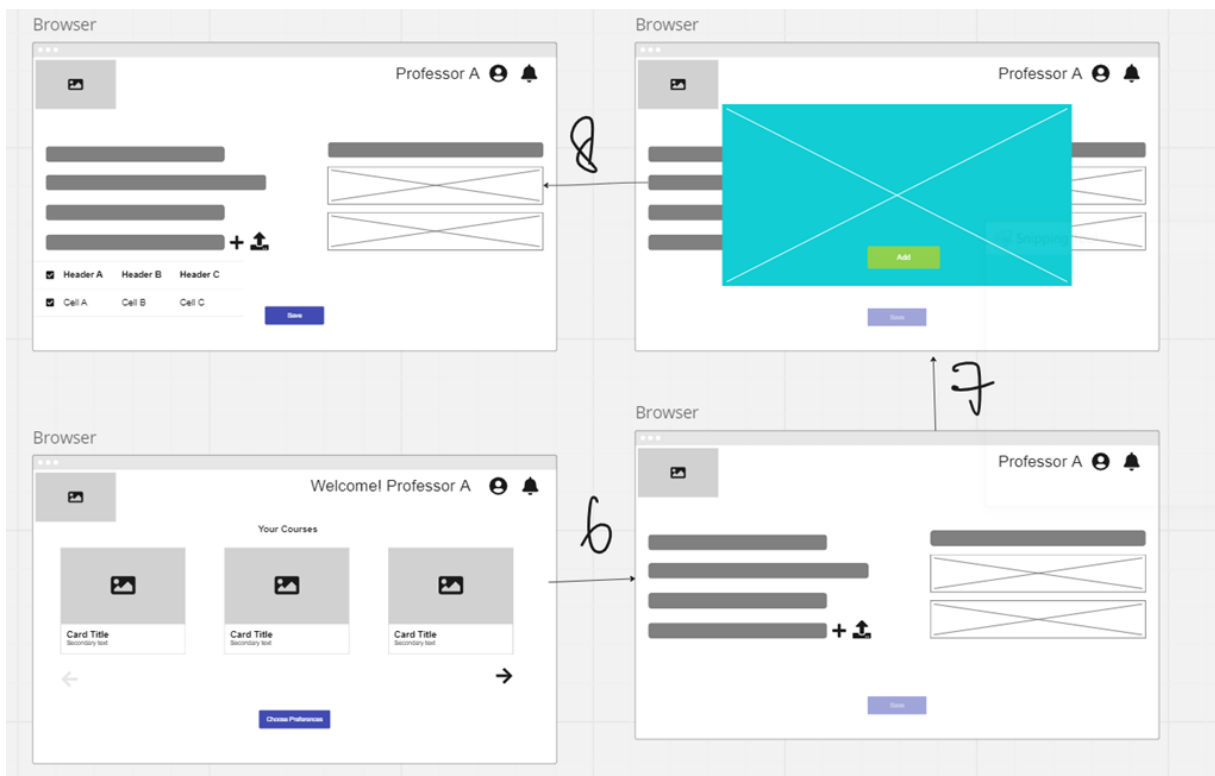 Browser
Professor A
Header A Header B Header C
Cell A Cell B Cell C
Save
8
Browser
Professor A
Snipping
Add
Save
7
Browser
Welcome! Professor A
Your Courses
Card Title
Secondary text
Card Title
Secondary text
Card Title
Secondary text
Choose Preferences
6
Browser
Professor A
Save